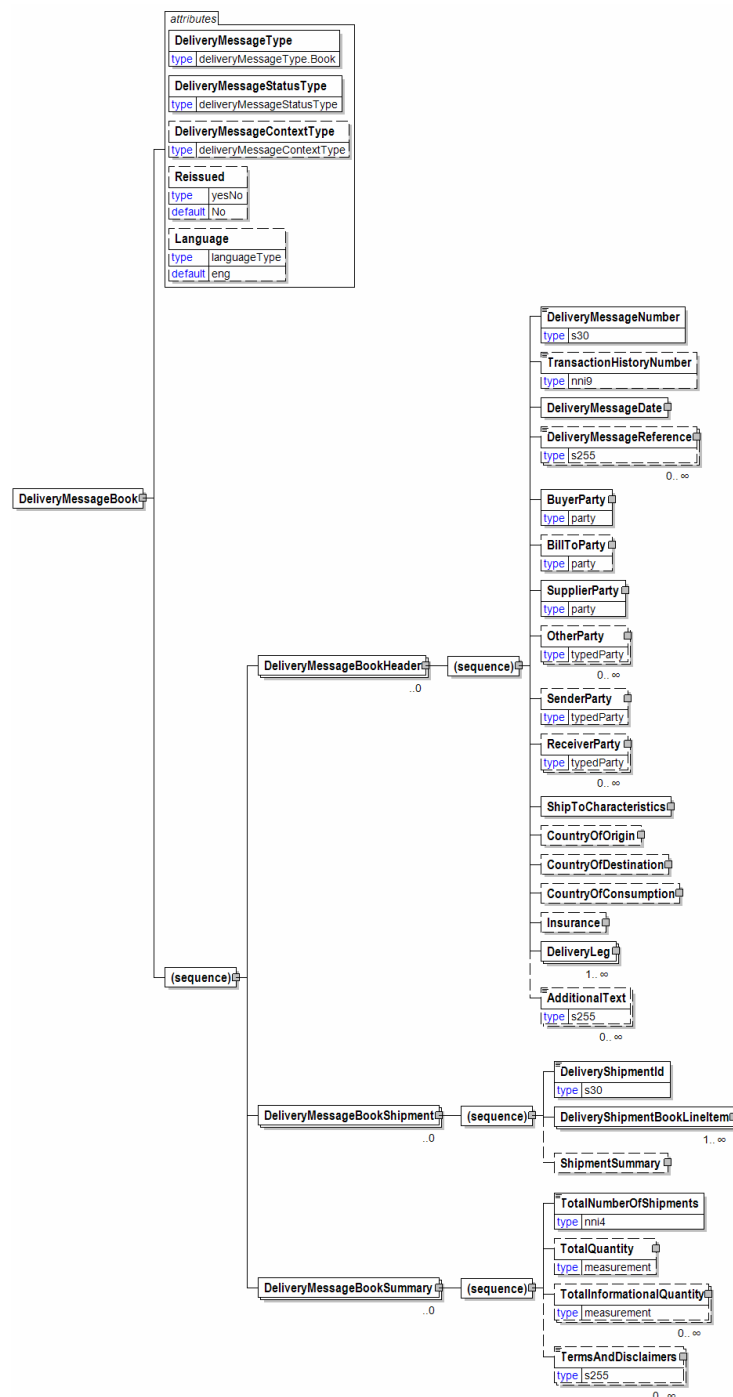 attributes
DeliveryMessageType
type deliveryMessageType.Book
DeliveryMessageStatusType
type deliveryMessageStatusType
DeliveryMessageContextType
type deliveryMessageContextType
Reissued
type yesNo
default No
Language
type languageType
default eng
DeliveryMessageNumber
type s30
TransactionHistoryNumber
type nni9
DeliveryMessageDate
DeliveryMessageReference
type s255
0.. ∞
DeliveryMessageBook
BuyerParty
type party
BillToParty
type party
SupplierParty
type party
OtherParty
type typedParty
0.. ∞
DeliveryMessageBookHeader
..0
(sequence)
SenderParty
type typedParty
ReceiverParty
type typedParty
0.. ∞
ShipToCharacteristics
CountryOfOrigin
CountryOfDestination
CountryOfConsumption
Insurance
DeliveryLeg
1.. ∞
(sequence)
AdditionalText
type s255
0.. ∞
DeliveryShipmentId
type s30
DeliveryMessageBookShipment
..0
(sequence)
DeliveryShipmentBookLineItem
1.. ∞
ShipmentSummary
TotalNumberOfShipments
type nni4
TotalQuantity
type measurement
DeliveryMessageBookSummary
..0
(sequence)
TotalInformationalQuantity
type measurement
0.. ∞
TermsAndDisclaimers
type s255
0.. ∞